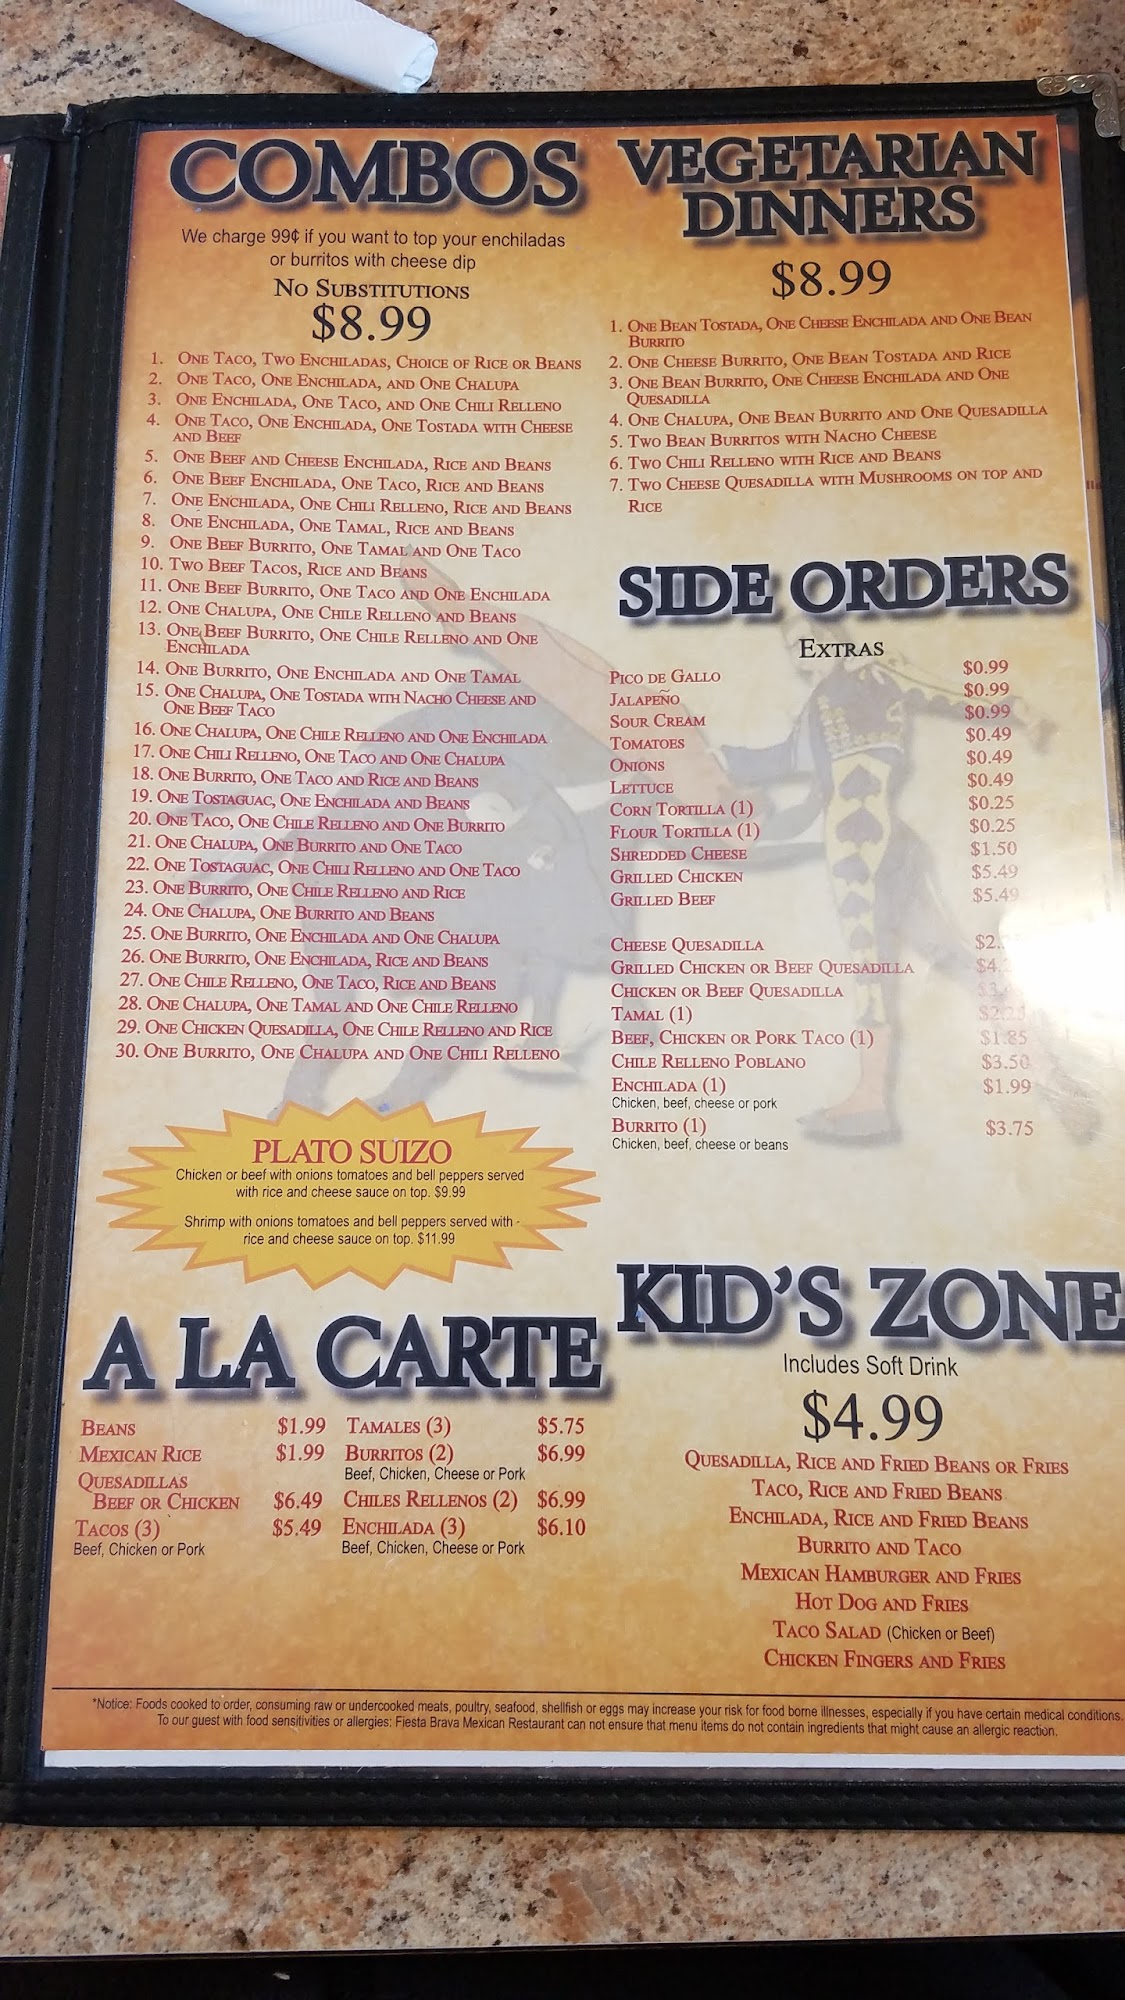 COMBOS
We charge 99¢ if you want to top your enchiladas
or burritos with cheese dip
No Substitutions
$8.99
1. One Taco, Two Enchiladas, Choice of Rice or Beans
2. One Taco, One Enchilada, and One Chalupa
3. One Enchilada, One Taco, and One Chili Relleno
4. One Taco, One Enchilada, One Tostada with Cheese
and Beef
5. One Beef and Cheese Enchilada, Rice and Beans
6. One Beef Enchilada, One Taco, Rice and Beans
7. One Enchilada, One Chili Relleno, Rice and Beans
8. One Enchilada, One Tamal, Rice and Beans
9. One Beef Burrito, One Tamal and One Taco
10. Two Beef Tacos, Rice and Beans
11. One Beef Burrito, One Taco and One Enchilada
12. One Chalupa, One Chile Relleno and Beans
13. One Beef Burrito, One Chile Relleno and One
Enchilada
14. One Burrito, One Enchilada and One Tamal
15. One Chalupa, One Tostada with Nacho Cheese and
One Beef Taco
16. One Chalupa, One Chile Relleno and One Enchilada
17. One Chili Relleno, One Taco and One Chalupa
18. One Burrito, One Taco and Rice and Beans
19. One Tostaguac, One Enchilada and Beans
20. One Taco, One Chile Relleno and One Burrito
21. One Chalupa, One Burrito and One Taco
22. One Tostaguac, One Chili Relleno and One Taco
23. One Burrito, One Chile Relleno and Rice
24. One Chalupa, One Burrito and Beans
25. One Burrito, One Enchilada and One Chalupa
26. One Burrito, One Enchilada, Rice and Beans
27. One Chile Relleno, One Taco, Rice and Beans
28. One Chalupa, One Tamal and One Chile Relleno
29. One Chicken Quesadilla, One Chile Relleno and Rice
30. One Burrito, One Chalupa and One Chili Relleno
PLATO SUIZO
Chicken or beef with onions tomatoes and bell peppers served
with rice and cheese sauce on top. $9.99
Shrimp with onions tomatoes and bell peppers served with -
rice and cheese sauce on top. $11.99
A LA CARTE
Beans $1.99
Mexican Rice $1.99
Quesadillas
Beef or Chicken $6.49
Tacos (3) $5.49
Beef, Chicken or Pork
Tamales (3) $5.75
Burritos (2) $6.99
Beef, Chicken, Cheese or Pork
Chiles Rellenos (2) $6.99
Enchilada (3) $6.10
Beef, Chicken, Cheese or Pork
VEGETARIAN
DINNERS
$8.99
1. One Bean Tostada, One Cheese Enchilada and One Bean
Burrito
2. One Cheese Burrito, One Bean Tostada and Rice
3. One Bean Burrito, One Cheese Enchilada and One
Quesadilla
4. One Chalupa, One Bean Burrito and One Quesadilla
5. Two Bean Burritos with Nacho Cheese
6. Two Chili Relleno with Rice and Beans
7. Two Cheese Quesadilla with Mushrooms on top and
Rice
SIDE ORDERS
Extras
Pico de Gallo $0.99
Jalapeño $0.99
Sour Cream $0.99
Tomatoes $0.49
Onions $0.49
Lettuce $0.49
Corn Tortilla (1) $0.25
Flour Tortilla (1) $0.25
Shredded Cheese $1.50
Grilled Chicken $5.49
Grilled Beef $5.49
Cheese Quesadilla
Grilled Chicken or Beef Quesadilla
Chicken or Beef Quesadilla
Tamal (1)
Beef, Chicken or Pork Taco (1) $1.85
Chile Relleno Poblano $3.50
Enchilada (1) $1.99
Chicken, beef, cheese or pork
Burrito (1) $3.75
Chicken, beef, cheese or beans
KID'S ZONE
Includes Soft Drink
$4.99
Quesadilla, Rice and Fried Beans or Fries
Taco, Rice and Fried Beans
Enchilada, Rice and Fried Beans
Burrito and Taco
Mexican Hamburger and Fries
Hot Dog and Fries
Taco Salad (Chicken or Beef)
Chicken Fingers and Fries
*Notice: Foods cooked to order, consuming raw or undercooked meats, poultry, seafood, shellfish or eggs may increase your risk for food borne illnesses, especially if you have certain medical conditions.
To our guest with food sensitivities or allergies: Fiesta Brava Mexican Restaurant can not ensure that menu items do not contain ingredients that might cause an allergic reaction.